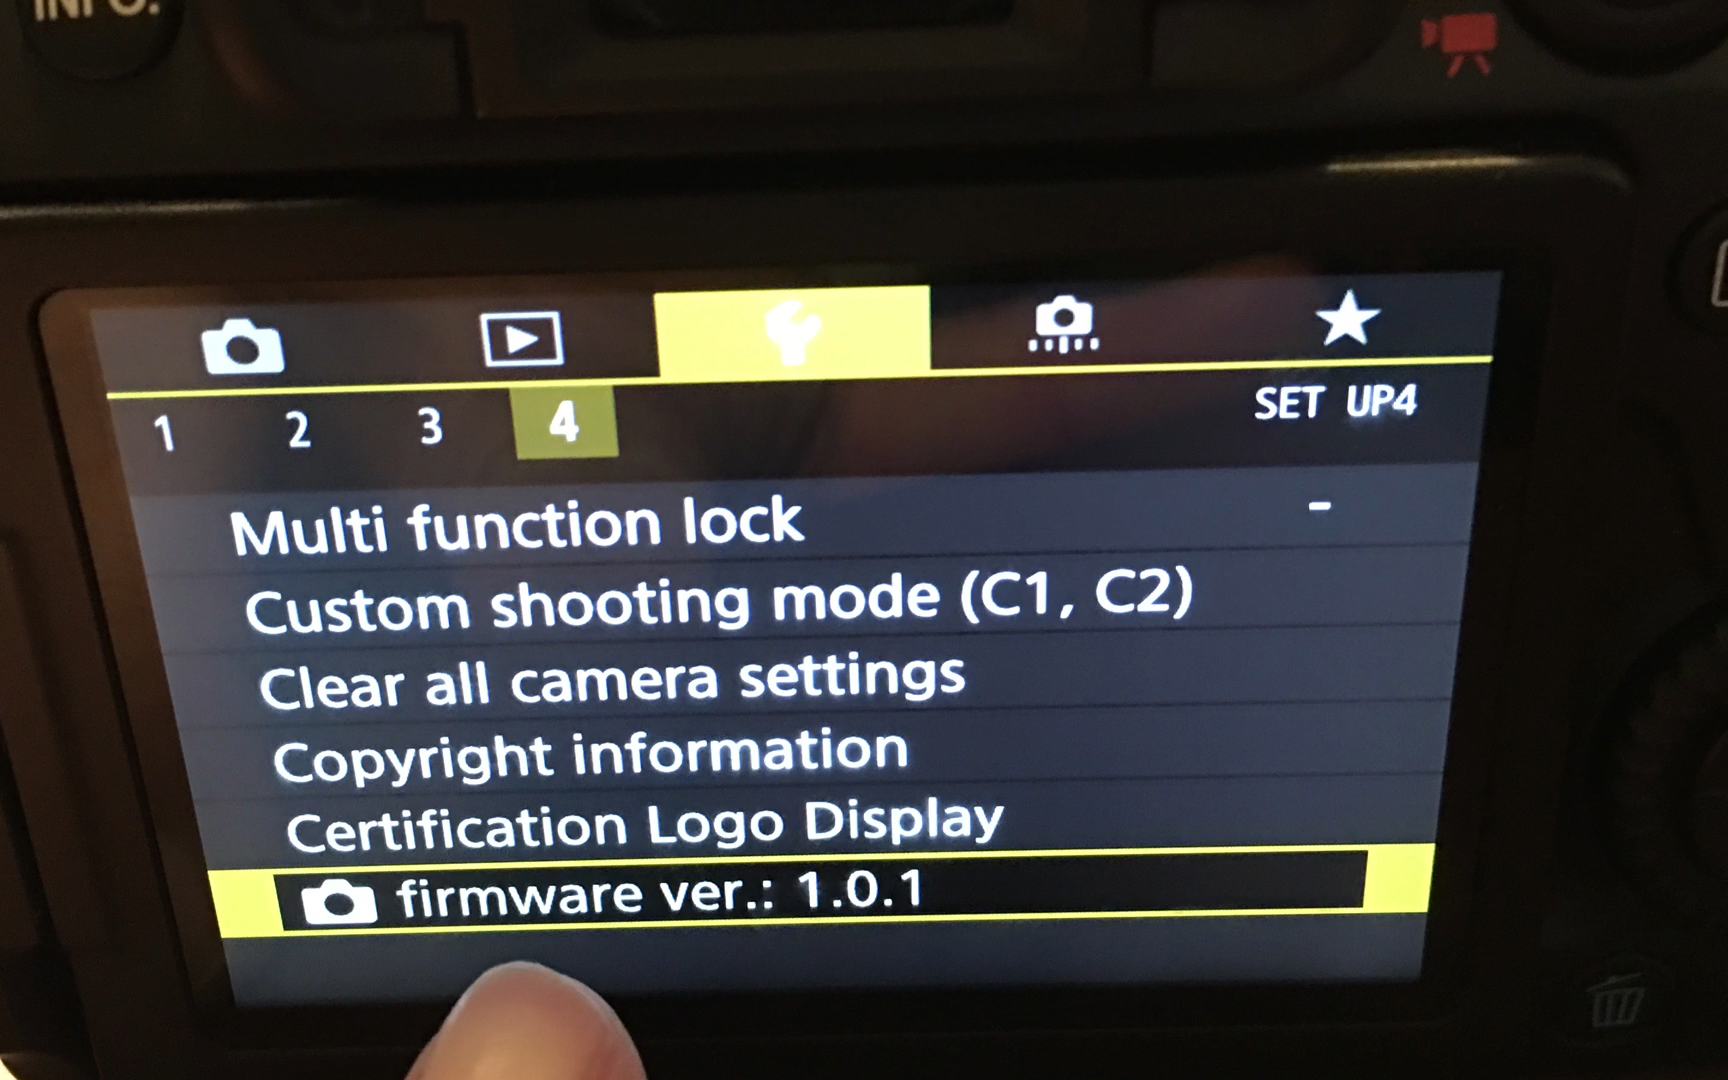 INFO.
1 2 3 4 SET UP4
Multi function lock -
Custom shooting mode (C1, C2)
Clear all camera settings
Copyright information
Certification Logo Display
firmware ver.: 1.0.1